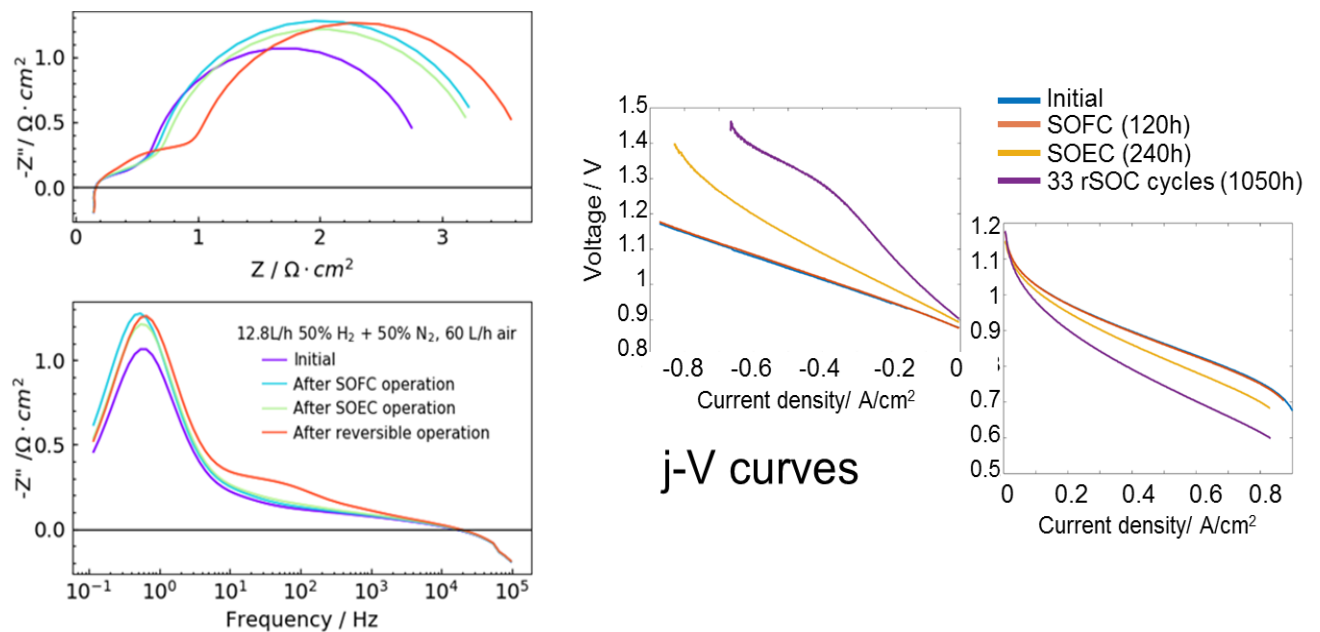 -Z''/ Ω · cm²
1.0
0.5
0.0
0
1
2
3
Z / Ω · cm²
-Z'' /Ω · cm²
1.0
0.5
0.0
12.8L/h 50% H₂ + 50% N₂, 60 L/h air
Initial
After SOFC operation
After SOEC operation
After reversible operation
10⁻¹
10⁰
10¹
10²
10³
10⁴
10⁵
Frequency / Hz
Voltage / V
1.5
1.4
1.3
1.2
1.1
1
0.9
0.8
-0.8
-0.6
-0.4
-0.2
0
Current density/ A/cm²
j-V curves
Initial
SOFC (120h)
SOEC (240h)
33 rSOC cycles (1050h)
1.2
1.1
1
0.9
0.8
0.7
0.6
0.5
0
0.2
0.4
0.6
0.8
Current density/ A/cm²